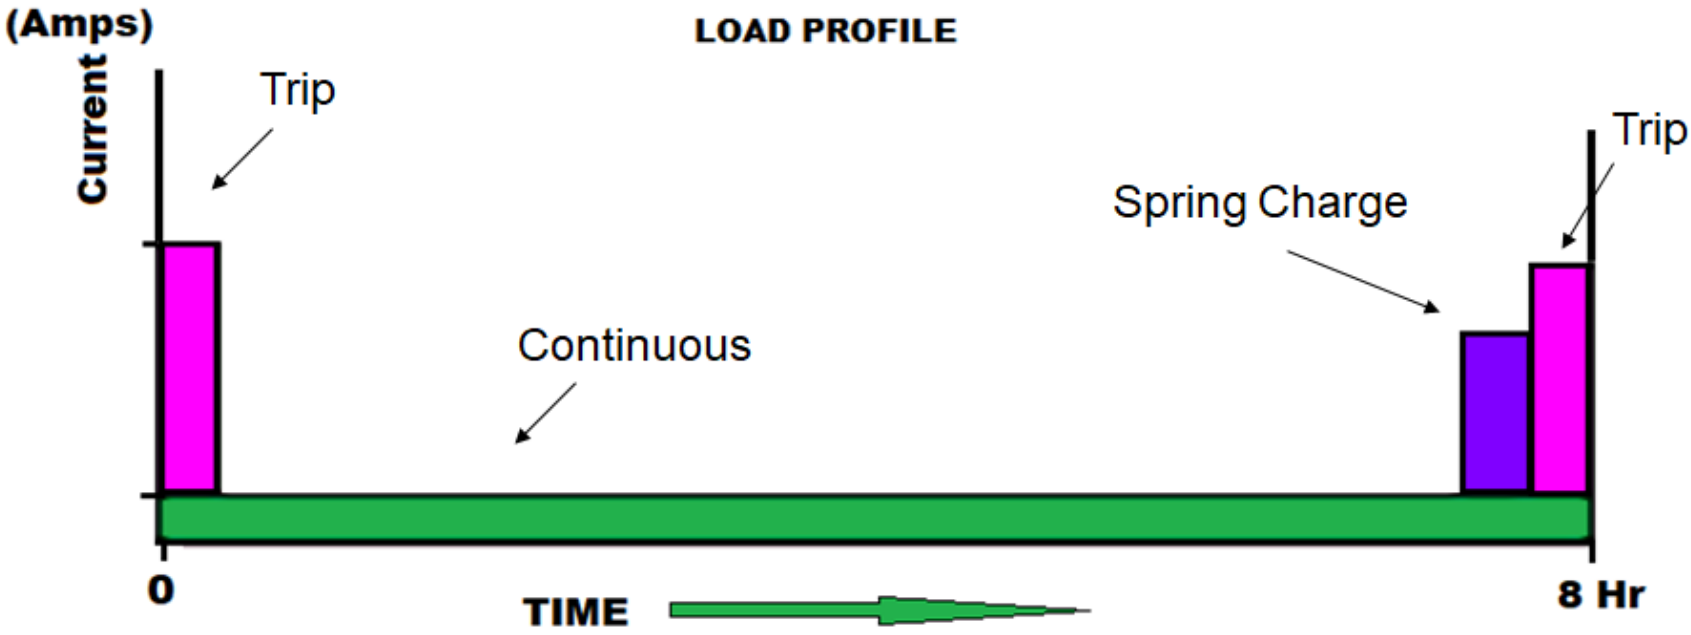 (Amps)
LOAD PROFILE
Current
Trip
Trip
Spring Charge
Continuous
0
8 Hr
TIME